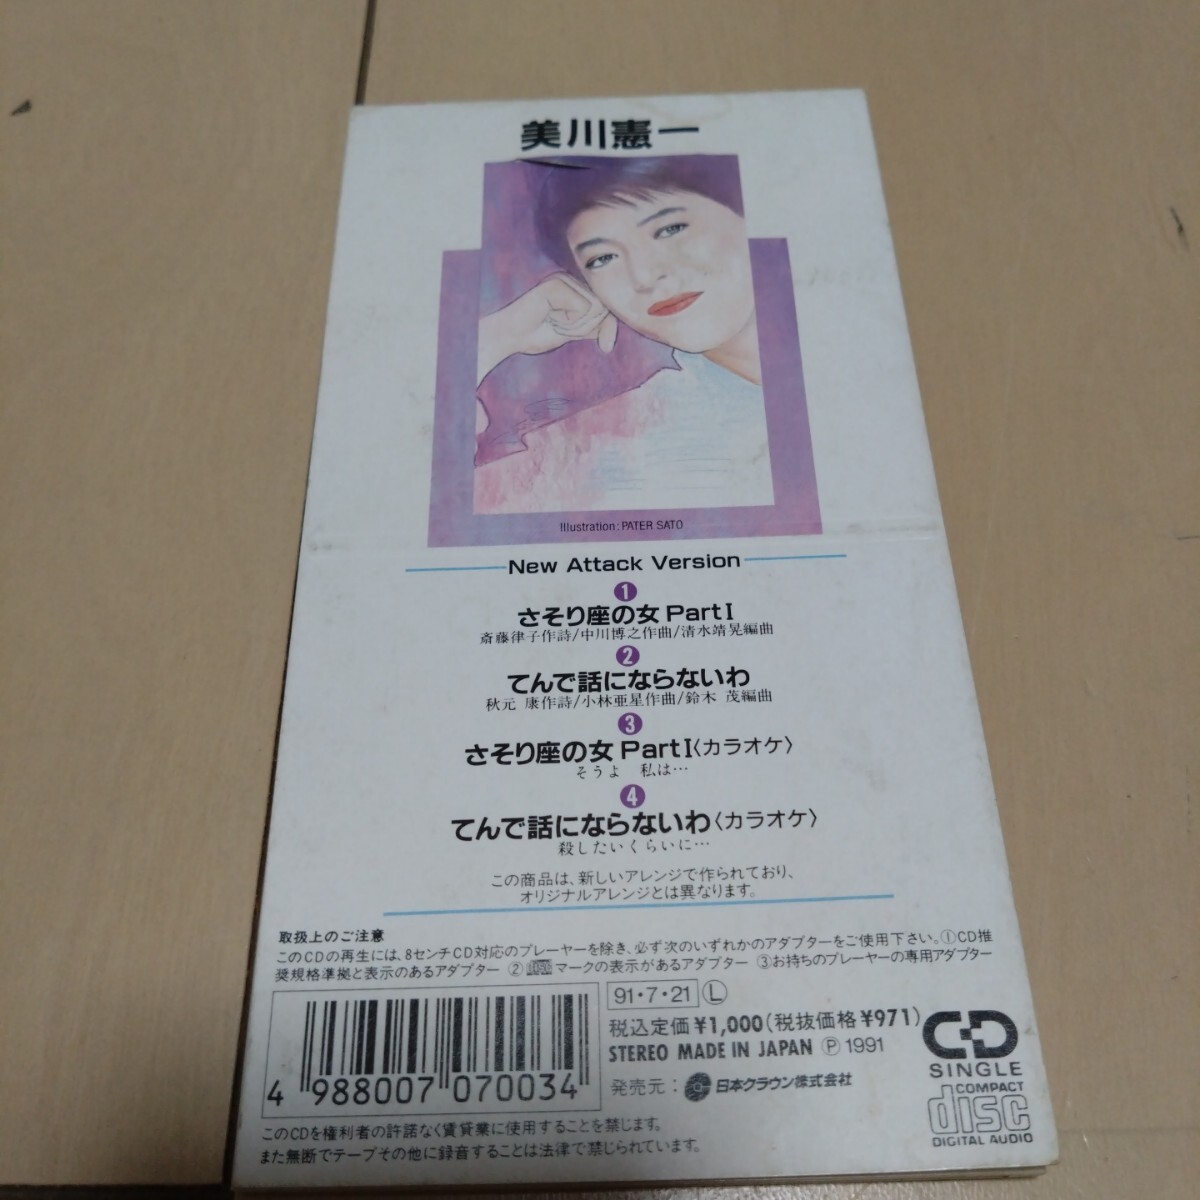 美川憲一
Illustration: PATER SATO
New Attack Version
1
さそり座の女 Part I
斎藤律子作詩/中川博之作曲/清水靖晃編曲
2
てんで話にならないわ
秋元 康作詩/小林亜星作曲/鈴木 茂編曲
3
さそり座の女 Part I〈カラオケ〉
そうよ 私は…
4
てんで話にならないわ〈カラオケ〉
殺したいくらいに…
この商品は、新しいアレンジで作られており、
オリジナルアレンジとは異なります。
取扱上のご注意
このCDの再生には、8センチCD対応のプレーヤーを除き、必ず次のいずれかのアダプターをご使用下さい。①CD推
奨規格準拠と表示のあるアダプター ②マークの表示があるアダプター ③お持ちのプレーヤーの専用アダプター
91・7・21 Ⓛ
税込定価¥1,000(税抜価格¥971)
STEREO MADE IN JAPAN Ⓟ 1991
発売元: 日本クラウン株式会社
CD
SINGLE
COMPACT
disc
DIGITAL AUDIO
4 988007 070034
このCDを権利者の許諾なく賃貸業に使用することを禁じます。
また無断でテープその他に録音することは法律で禁じられています。